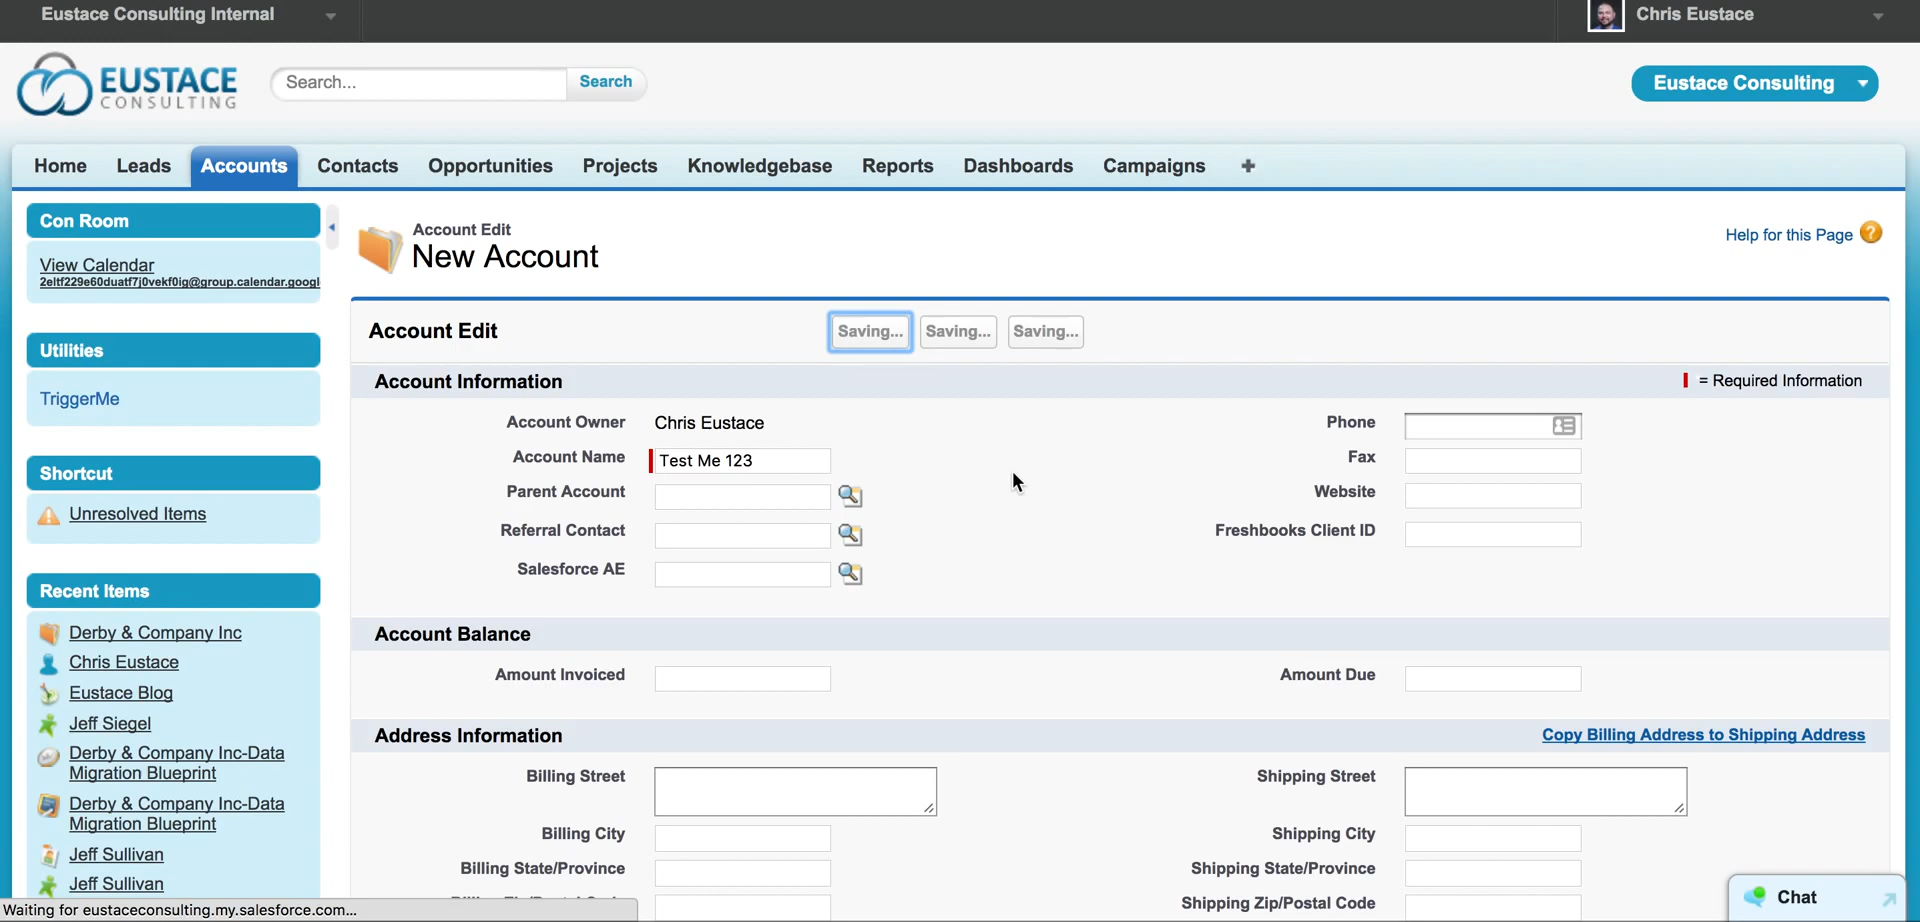 Eustace Consulting Internal
Chris Eustace
EUSTACE
CONSULTING
Search...
Search
Eustace Consulting
Home
Leads
Accounts
Contacts
Opportunities
Projects
Knowledgebase
Reports
Dashboards
Campaigns
Con Room
View Calendar
2eltf229e60duatf7j0vekf0ig@group.calendar.googl
Utilities
TriggerMe
Shortcut
Unresolved Items
Recent Items
Derby & Company Inc
Chris Eustace
Eustace Blog
Jeff Siegel
Derby & Company Inc-Data
Migration Blueprint
Derby & Company Inc-Data
Migration Blueprint
Jeff Sullivan
Jeff Sullivan
Account Edit
New Account
Help for this Page
Account Edit
Saving...
Saving...
Saving...
Account Information
= Required Information
Account Owner
Chris Eustace
Phone
Account Name
Test Me 123
Fax
Parent Account
Website
Referral Contact
Freshbooks Client ID
Salesforce AE
Account Balance
Amount Invoiced
Amount Due
Address Information
Copy Billing Address to Shipping Address
Billing Street
Shipping Street
Billing City
Shipping City
Billing State/Province
Shipping State/Province
Shipping Zip/Postal Code
Chat
Waiting for eustaceconsulting.my.salesforce.com...